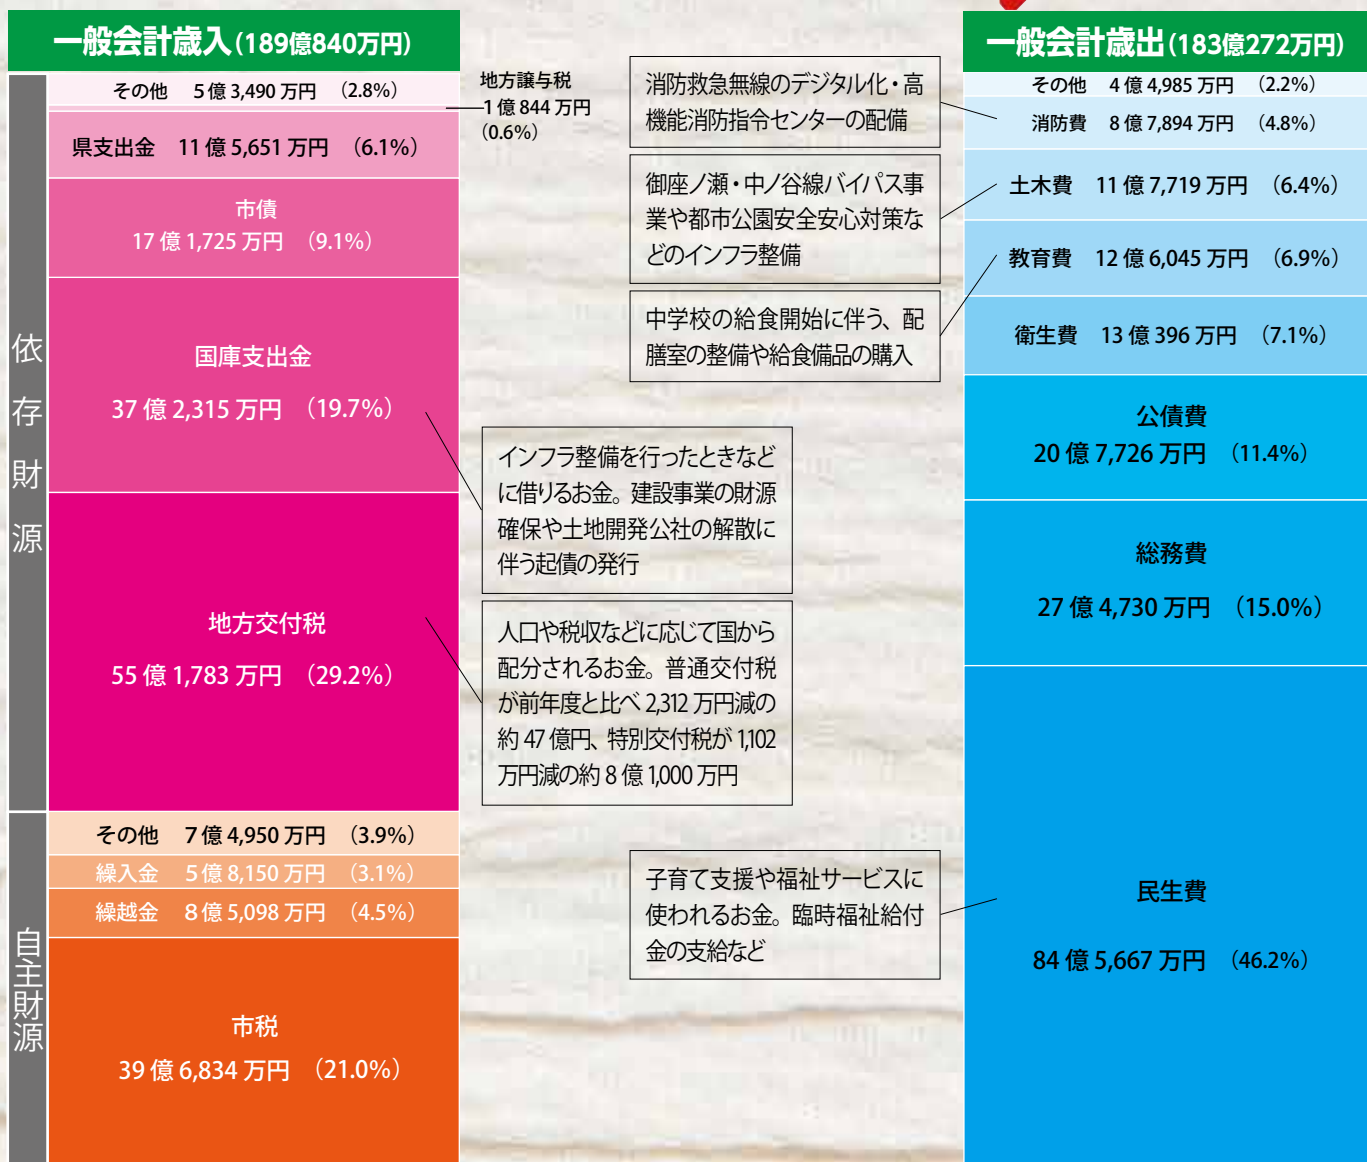 一般会計歳入(189億840万円)
依存財源
その他 5億3,490万円 (2.8%)
地方譲与税
1億844万円
(0.6%)
県支出金 11億5,651万円 (6.1%)
市債
17億1,725万円 (9.1%)
国庫支出金
37億2,315万円 (19.7%)
インフラ整備を行ったときなど
に借りるお金。建設事業の財源
確保や土地開発公社の解散に
伴う起債の発行
地方交付税
55億1,783万円 (29.2%)
人口や税収などに応じて国から
配分されるお金。普通交付税
が前年度と比べ2,312万円減の
約47億円、特別交付税が1,102
万円減の約8億1,000万円
自主財源
その他 7億4,950万円 (3.9%)
繰入金 5億8,150万円 (3.1%)
繰越金 8億5,098万円 (4.5%)
市税
39億6,834万円 (21.0%)
一般会計歳出(183億272万円)
その他 4億4,985万円 (2.2%)
消防費 8億7,894万円 (4.8%)
消防救急無線のデジタル化・高
機能消防指令センターの配備
土木費 11億7,719万円 (6.4%)
御座ノ瀬・中ノ谷線バイパス事
業や都市公園安全安心対策な
どのインフラ整備
教育費 12億6,045万円 (6.9%)
中学校の給食開始に伴う、配
膳室の整備や給食備品の購入
衛生費 13億396万円 (7.1%)
公債費
20億7,726万円 (11.4%)
総務費
27億4,730万円 (15.0%)
民生費
84億5,667万円 (46.2%)
子育て支援や福祉サービスに
使われるお金。臨時福祉給付
金の支給など